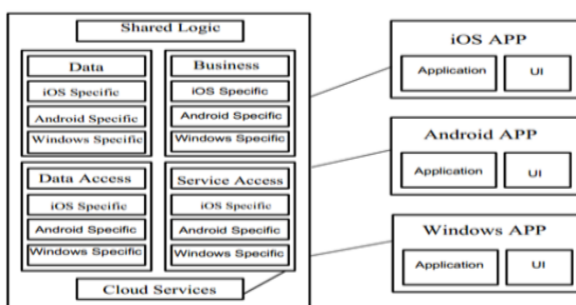 Shared Logic
Data
iOS Specific
Android Specific
Windows Specific
Business
iOS Specific
Android Specific
Windows Specific
Data Access
iOS Specific
Android Specific
Windows Specific
Service Access
iOS Specific
Android Specific
Windows Specific
Cloud Services
iOS APP
Application
UI
Android APP
Application
UI
Windows APP
Application
UI